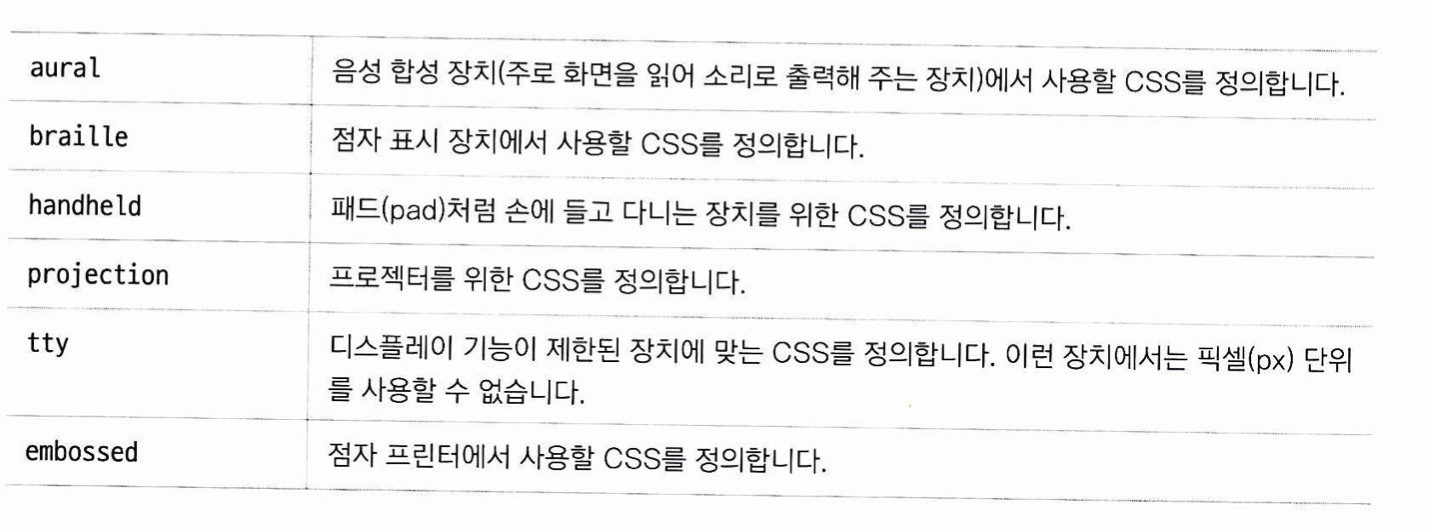 aural 음성 합성 장치(주로 화면을 읽어 소리로 출력해 주는 장치)에서 사용할 CSS를 정의합니다.
braille 점자 표시 장치에서 사용할 CSS를 정의합니다.
handheld 패드(pad)처럼 손에 들고 다니는 장치를 위한 CSS를 정의합니다.
projection 프로젝터를 위한 CSS를 정의합니다.
tty 디스플레이 기능이 제한된 장치에 맞는 CSS를 정의합니다. 이런 장치에서는 픽셀(px) 단위
를 사용할 수 없습니다.
embossed 점자 프린터에서 사용할 CSS를 정의합니다.